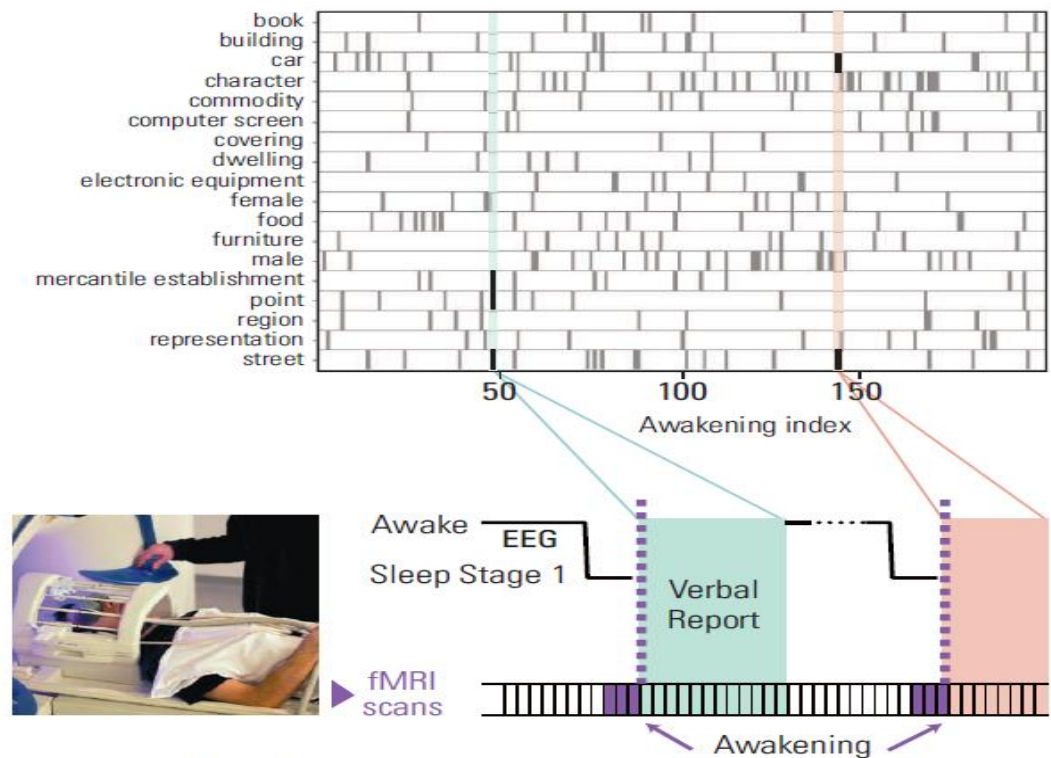 book
building
car
character
commodity
computer screen
covering
dwelling
electronic equipment
female
food
furniture
male
mercantile establishment
point
region
representation
street
50 100 150
Awakening index
Awake
EEG
Sleep Stage 1
Verbal
Report
fMRI
scans
Awakening